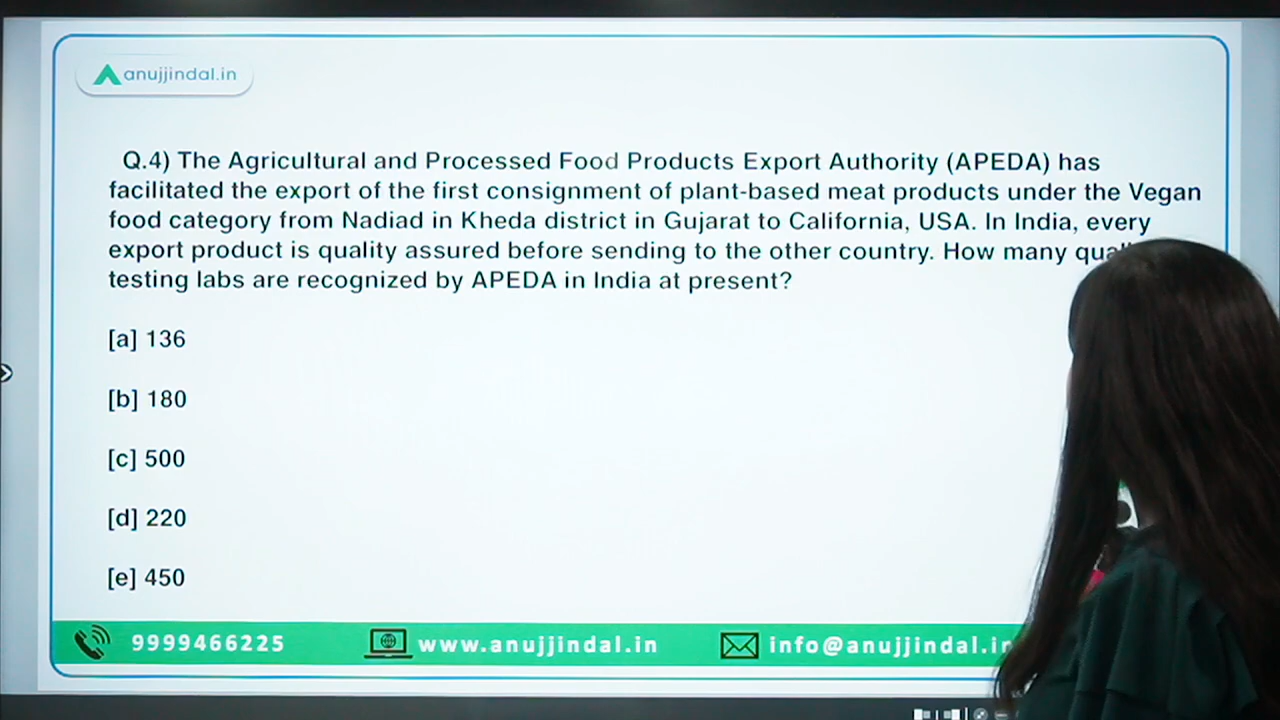 anujjindal.in
Q.4) The Agricultural and Processed Food Products Export Authority (APEDA) has
facilitated the export of the first consignment of plant-based meat products under the Vegan
food category from Nadiad in Kheda district in Gujarat to California, USA. In India, every
export product is quality assured before sending to the other country. How many
testing labs are recognized by APEDA in India at present?
[a] 136
[b] 180
[c] 500
[d] 220
[e] 450
9999466225 www.anujjindal.in info@anujjindal.in